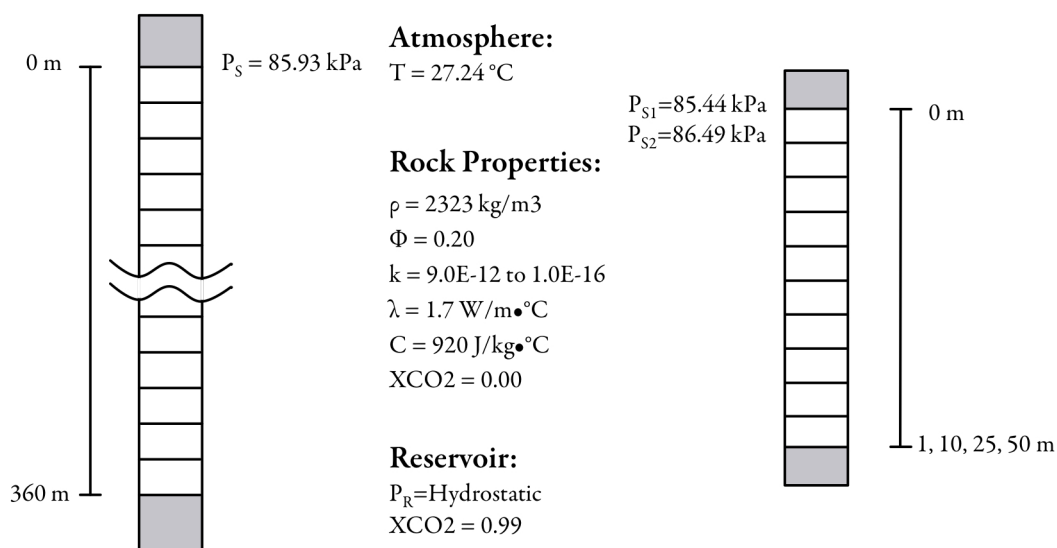 0 m
P_S = 85.93 kPa
360 m
Atmosphere:
T = 27.24 °C
Rock Properties:
ρ = 2323 kg/m3
Φ = 0.20
k = 9.0E-12 to 1.0E-16
λ = 1.7 W/m•°C
C = 920 J/kg•°C
XCO2 = 0.00
Reservoir:
P_R=Hydrostatic
XCO2 = 0.99
P_S1=85.44 kPa
P_S2=86.49 kPa
0 m
1, 10, 25, 50 m